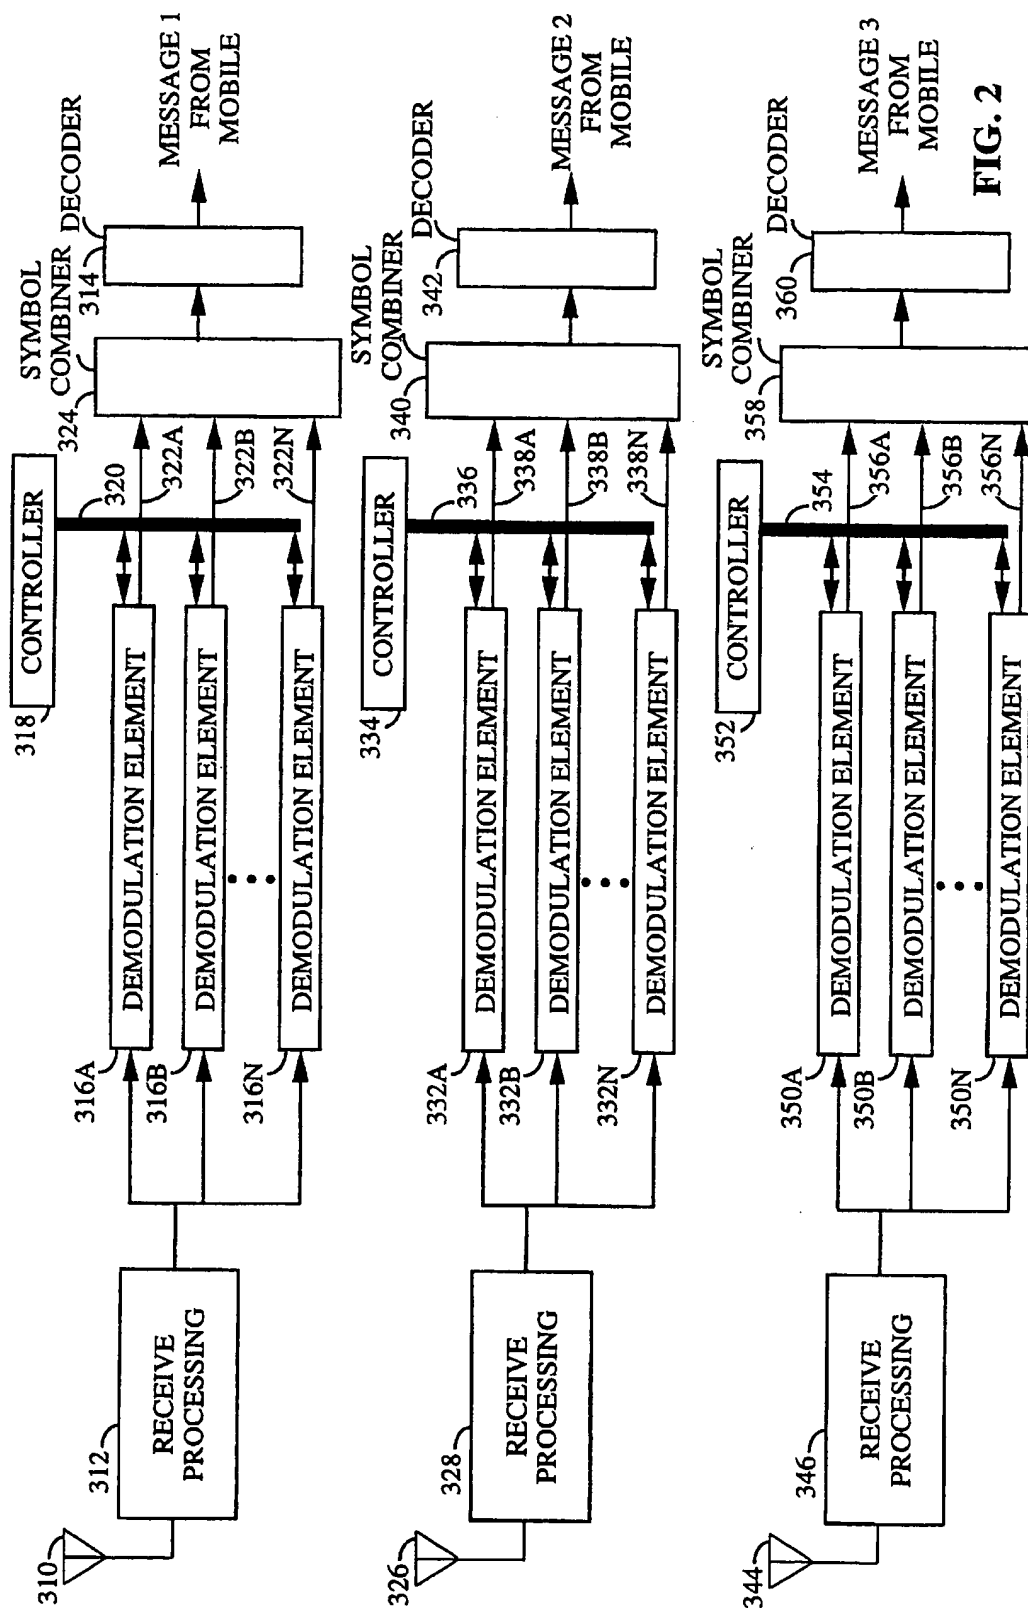 310
312
RECEIVE
PROCESSING
316A
DEMODULATION ELEMENT
316B
DEMODULATION ELEMENT
316N
DEMODULATION ELEMENT
318
CONTROLLER
320
322A
322B
322N
SYMBOL
COMBINER
324
DECODER
314
MESSAGE 1
FROM
MOBILE
326
328
RECEIVE
PROCESSING
332A
DEMODULATION ELEMENT
332B
DEMODULATION ELEMENT
332N
DEMODULATION ELEMENT
334
CONTROLLER
336
338A
338B
338N
SYMBOL
COMBINER
340
DECODER
342
MESSAGE 2
FROM
MOBILE
344
346
RECEIVE
PROCESSING
350A
DEMODULATION ELEMENT
350B
DEMODULATION ELEMENT
350N
DEMODULATION ELEMENT
352
CONTROLLER
354
356A
356B
356N
SYMBOL
COMBINER
358
DECODER
360
MESSAGE 3
FROM
MOBILE
FIG. 2